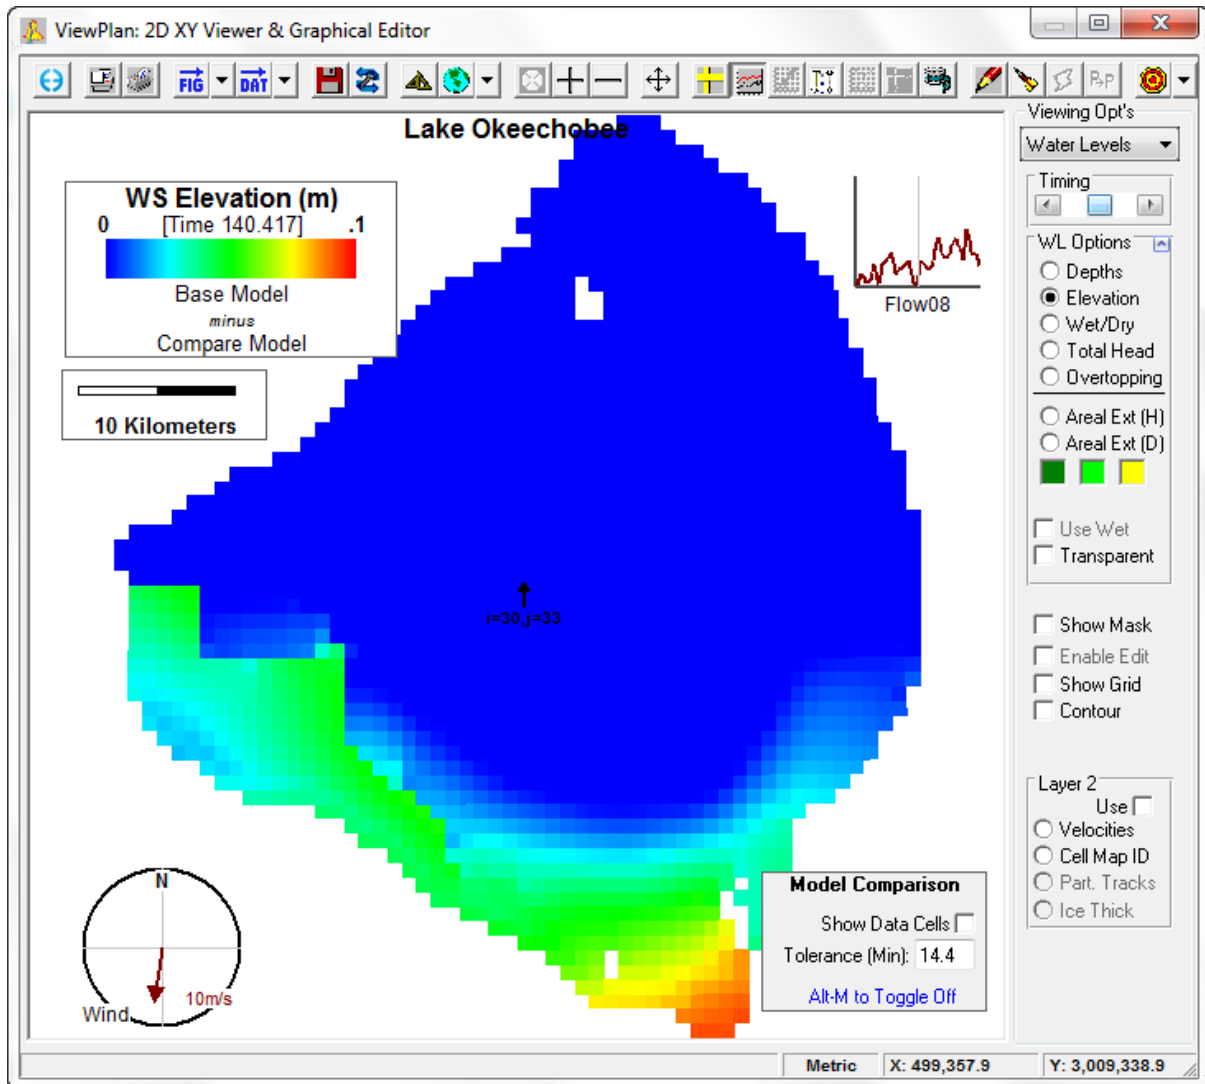 ViewPlan: 2D XY Viewer & Graphical Editor
FIG
DAT
P₂P
Lake Okeechobee
WS Elevation (m)
0 [Time 140.417] .1
Base Model
minus
Compare Model
10 Kilometers
Flow08
i=30,j=33
N
10m/s
Wind
Model Comparison
Show Data Cells
Tolerance (Min): 14.4
Alt-M to Toggle Off
Viewing Opt's
Water Levels
Timing
WL Options
Depths
Elevation
Wet/Dry
Total Head
Overtopping
Areal Ext (H)
Areal Ext (D)
Use Wet
Transparent
Show Mask
Enable Edit
Show Grid
Contour
Layer 2
Use
Velocities
Cell Map ID
Part. Tracks
Ice Thick
Metric X: 499,357.9 Y: 3,009,338.9